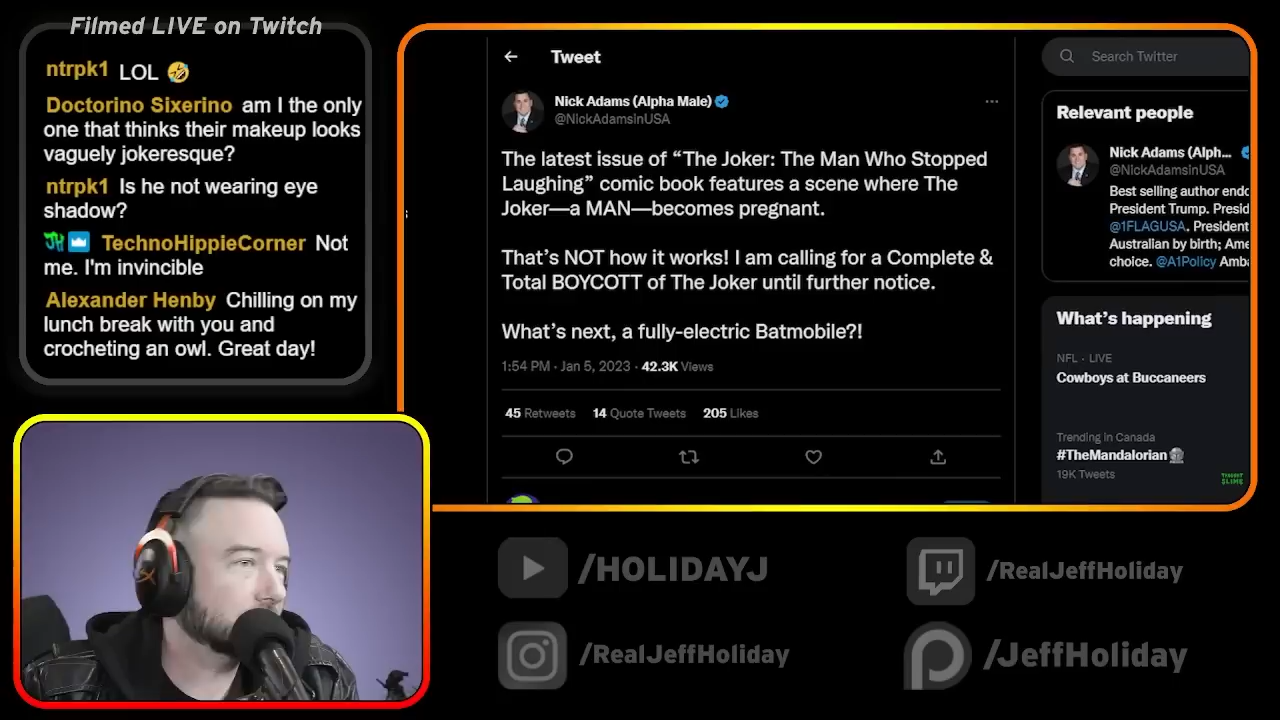 Filmed LIVE on Twitch
ntrpk1 LOL 🤣
Doctorino Sixerino am I the only
one that thinks their makeup looks
vaguely jokeresque?
ntrpk1 Is he not wearing eye
shadow?
TechnoHippieCorner Not
me. I'm invincible
Alexander Henby Chilling on my
lunch break with you and
crocheting an owl. Great day!
← Tweet
Nick Adams (Alpha Male)
@NickAdamsInUSA
The latest issue of “The Joker: The Man Who Stopped
Laughing” comic book features a scene where The
Joker—a MAN—becomes pregnant.
That’s NOT how it works! I am calling for a Complete &
Total BOYCOTT of The Joker until further notice.
What’s next, a fully-electric Batmobile?!
1:54 PM · Jan 5, 2023 · 42.3K Views
45 Retweets 14 Quote Tweets 205 Likes
Search Twitter
Relevant people
Nick Adams (Alph...
@NickAdamsInUSA
Best selling author endo
President Trump. Presid
@1FLAGUSA. President
Australian by birth; Ame
choice. @A1Policy Amba
What’s happening
NFL · LIVE
Cowboys at Buccaneers
Trending in Canada
#TheMandalorian
19K Tweets
THOUGHT
SLIME
/HOLIDAYJ
/RealJeffHoliday
/RealJeffHoliday
/JeffHoliday